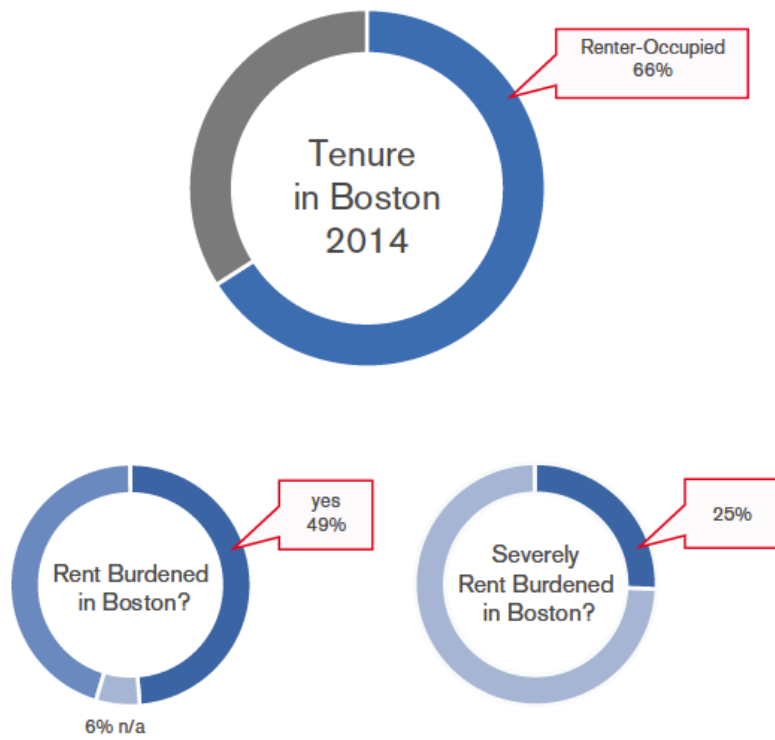 Renter-Occupied
66%
Tenure
in Boston
2014
yes
49%
Rent Burdened
in Boston?
6% n/a
25%
Severely
Rent Burdened
in Boston?